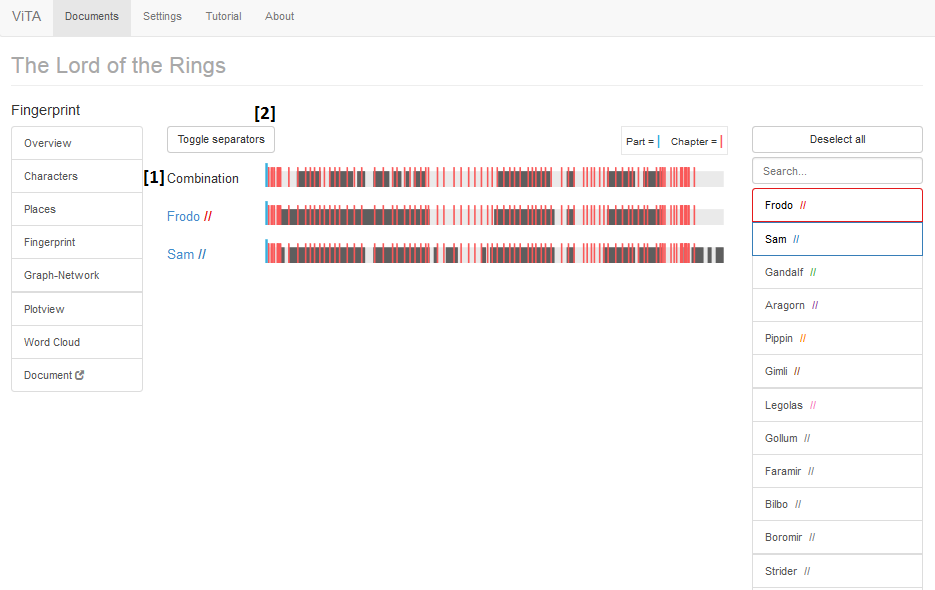 ViTA Documents Settings Tutorial About
The Lord of the Rings
Fingerprint
Overview
Characters
Places
Fingerprint
Graph-Network
Plotview
Word Cloud
Document
[2]
Toggle separators
Part = | Chapter = |
[1] Combination
Frodo //
Sam //
Deselect all
Search...
Frodo //
Sam //
Gandalf //
Aragorn //
Pippin //
Gimli //
Legolas //
Gollum //
Faramir //
Bilbo //
Boromir //
Strider //